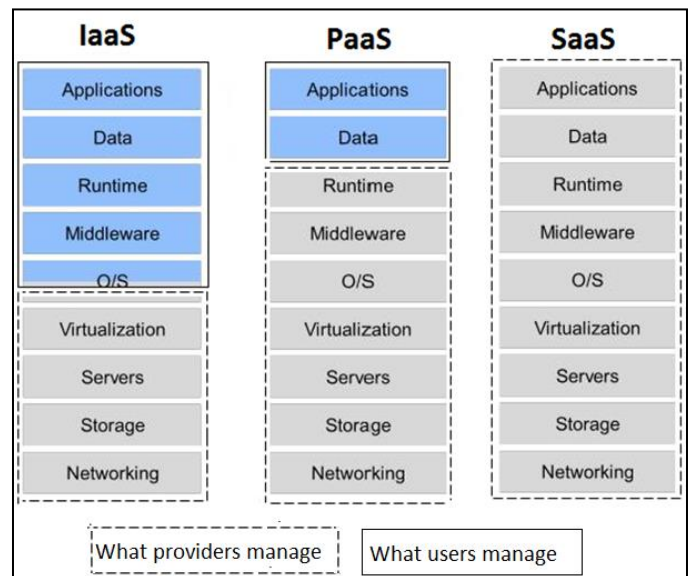 IaaS
PaaS
SaaS
Applications
Data
Runtime
Middleware
O/S
Virtualization
Servers
Storage
Networking
Applications
Data
Runtime
Middleware
O/S
Virtualization
Servers
Storage
Networking
Applications
Data
Runtime
Middleware
O/S
Virtualization
Servers
Storage
Networking
What providers manage
What users manage